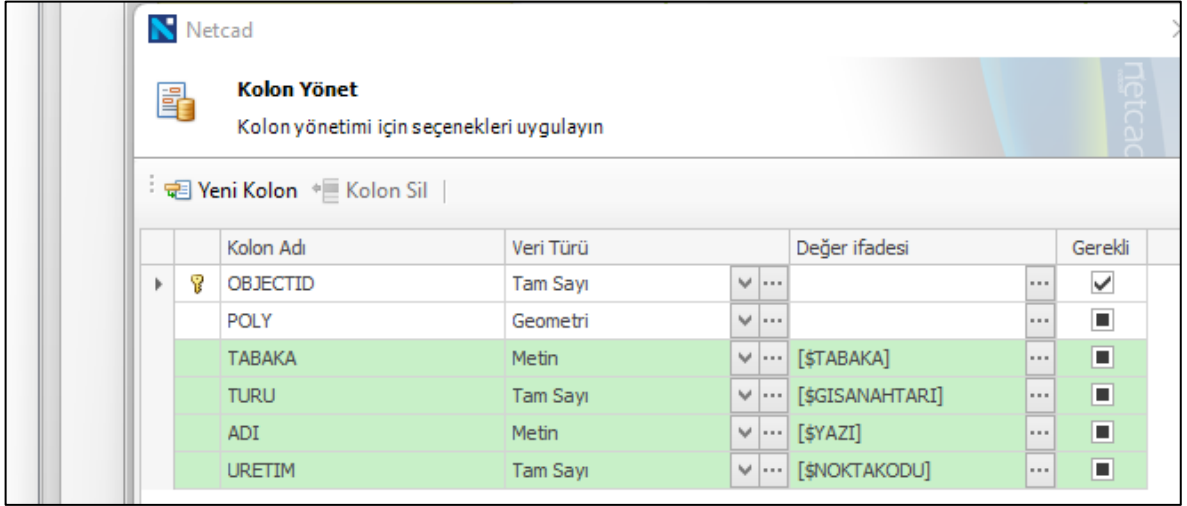 Netcad
Kolon Yönet
Kolon yönetimi için seçenekleri uygulayın
netcad
Yeni Kolon Kolon Sil
Kolon Adı Veri Türü Değer ifadesi Gerekli
OBJECTID Tam Sayı
POLY Geometri
TABAKA Metin [$TABAKA]
TURU Tam Sayı [$GISANAHTARI]
ADI Metin [$YAZI]
URETIM Tam Sayı [$NOKTAKODU]